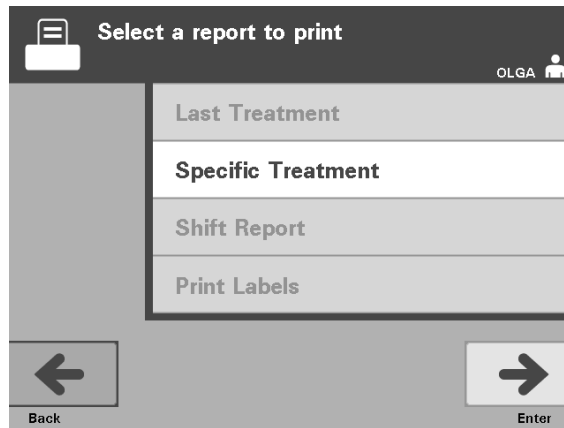 Select a report to print
OLGA
Last Treatment
Specific Treatment
Shift Report
Print Labels
Back
Enter